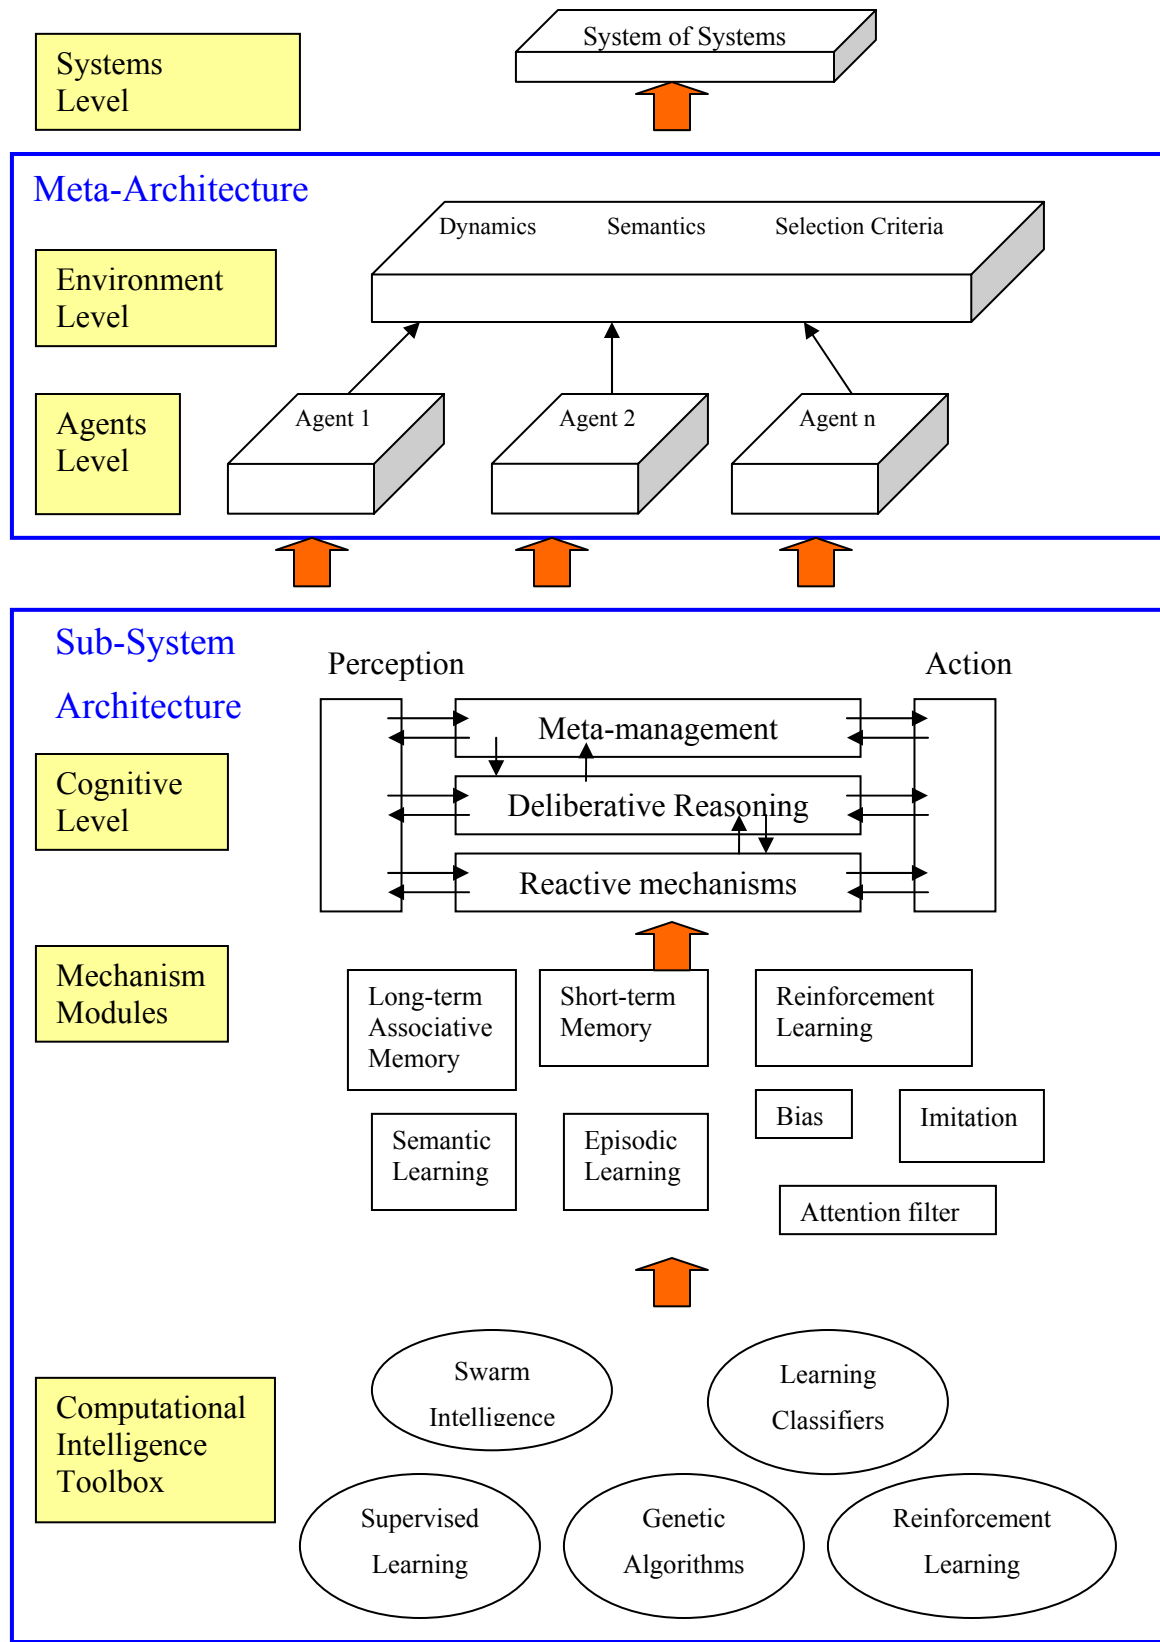 System of Systems
Systems
Level
Meta-Architecture
Dynamics Semantics Selection Criteria
Environment
Level
Agents
Level
Agent 1 Agent 2 Agent n
Sub-System
Architecture
Perception Action
Meta-management
Cognitive
Level
Deliberative Reasoning
Reactive mechanisms
Mechanism
Modules
Long-term
Associative
Memory
Short-term
Memory
Reinforcement
Learning
Semantic
Learning
Episodic
Learning
Bias
Imitation
Attention filter
Computational
Intelligence
Toolbox
Swarm
Intelligence
Learning
Classifiers
Supervised
Learning
Genetic
Algorithms
Reinforcement
Learning